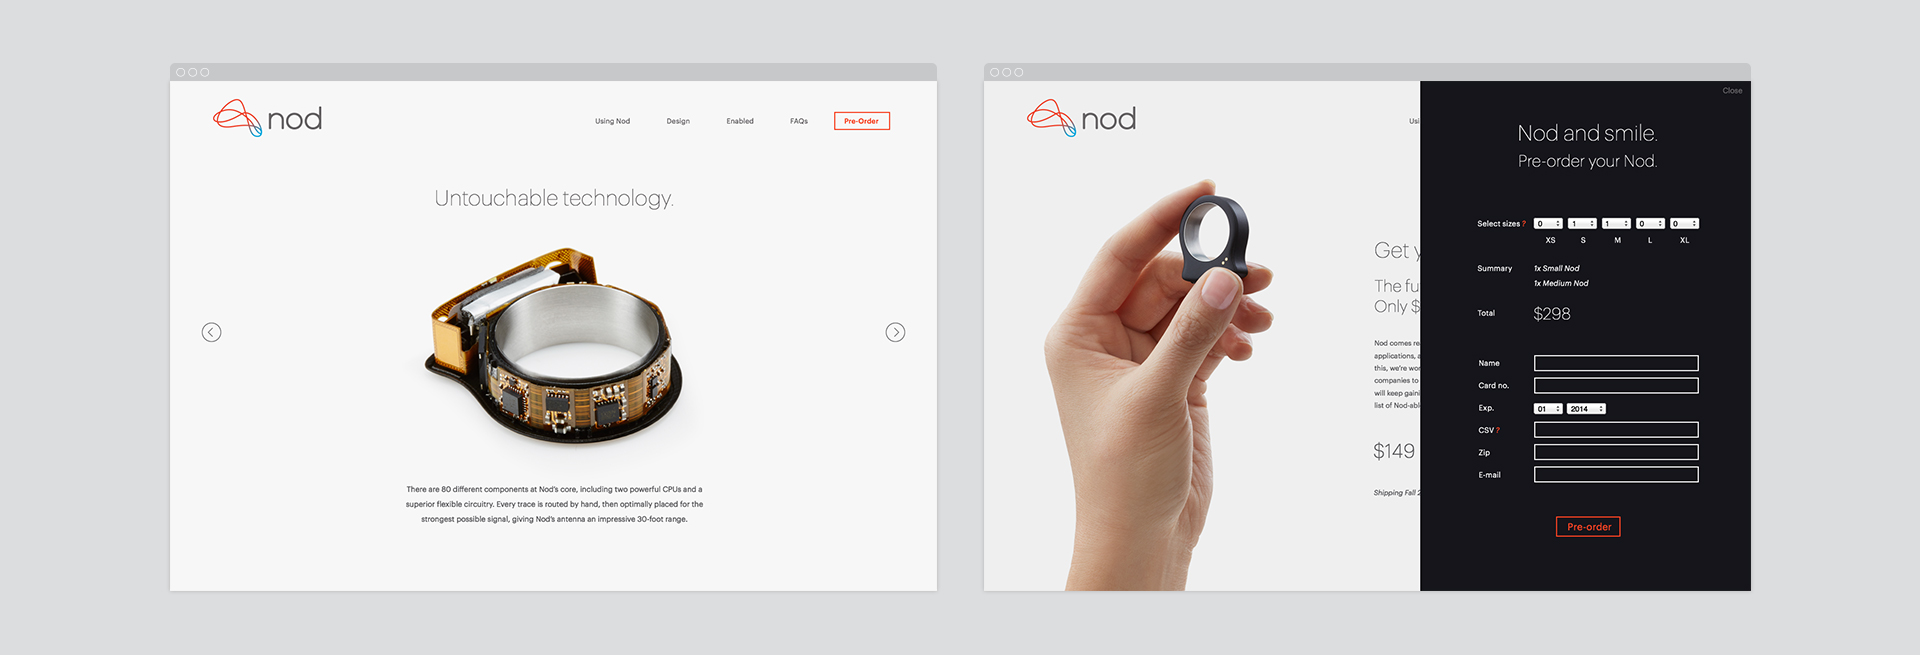 nod
Using Nod
Design
Enabled
FAQs
Pre-Order
Untouchable technology.
There are 80 different components at Nod's core, including two powerful CPUs and a
superior flexible circuitry. Every trace is routed by hand, then optimally placed for the
strongest possible signal, giving Nod's antenna an impressive 30-foot range.
nod
Usi
Get y
The fu
Only $
Nod comes re
applications, a
this, we're wor
companies to
will keep gaini
list of Nod-abl
$149
Shipping Fall 2
Close
Nod and smile.
Pre-order your Nod.
Select sizes ? 0 1 1 0 0
XS S M L XL
Summary 1x Small Nod
1x Medium Nod
Total $298
Name
Card no.
Exp. 01 2014
CSV ?
Zip
E-mail
Pre-order